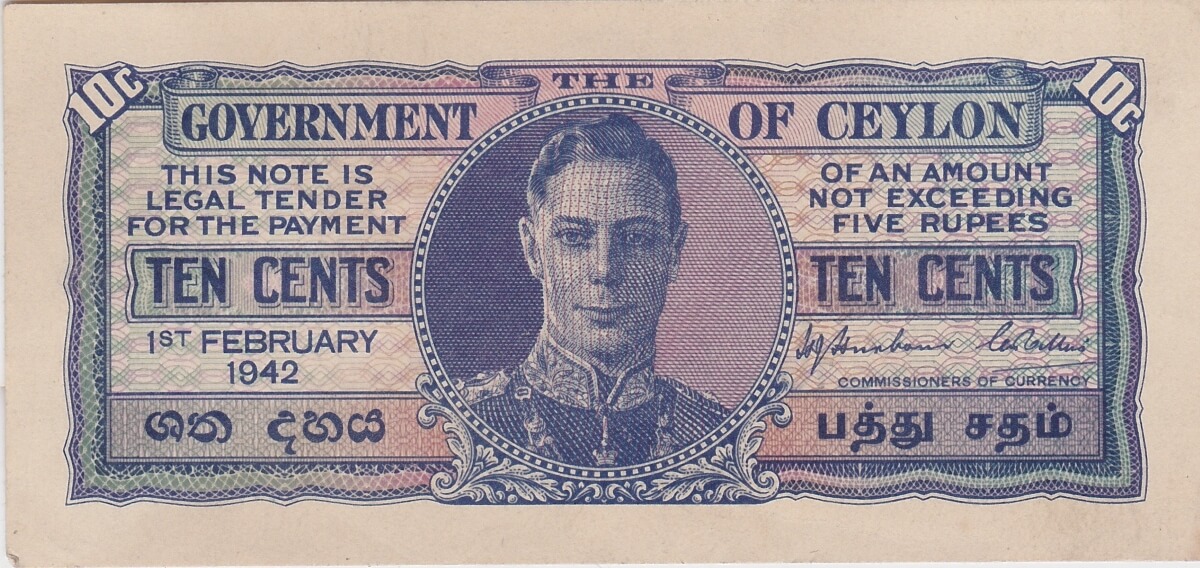 10c
THE
10c
GOVERNMENT OF CEYLON
THIS NOTE IS
LEGAL TENDER
FOR THE PAYMENT
OF AN AMOUNT
NOT EXCEEDING
FIVE RUPEES
TEN CENTS
TEN CENTS
1ST FEBRUARY
1942
COMMISSIONERS OF CURRENCY
ශත දහය
பத்து சதம்